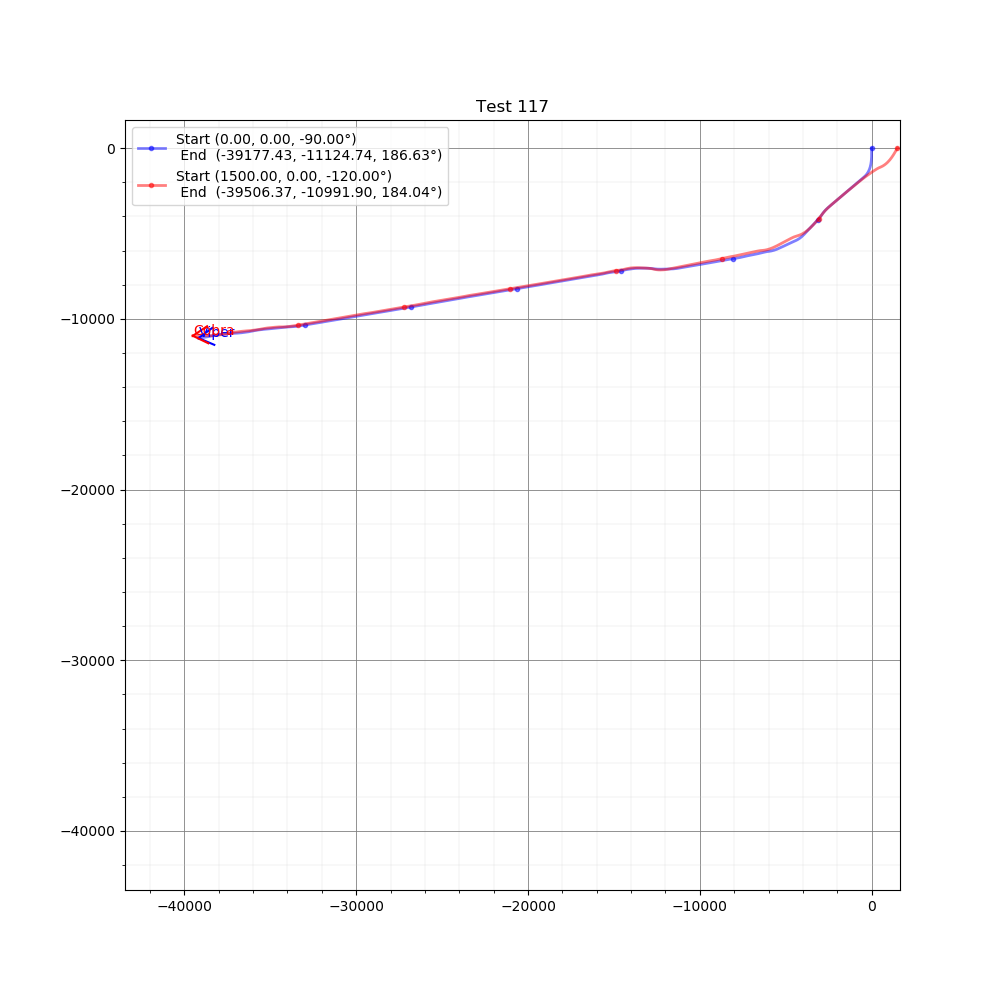 Test 117
Start (0.00, 0.00, -90.00°)
End (-39177.43, -11124.74, 186.63°)
Start (1500.00, 0.00, -120.00°)
End (-39506.37, -10991.90, 184.04°)
0
−10000
−20000
−30000
−40000
−40000
−30000
−20000
−10000
0